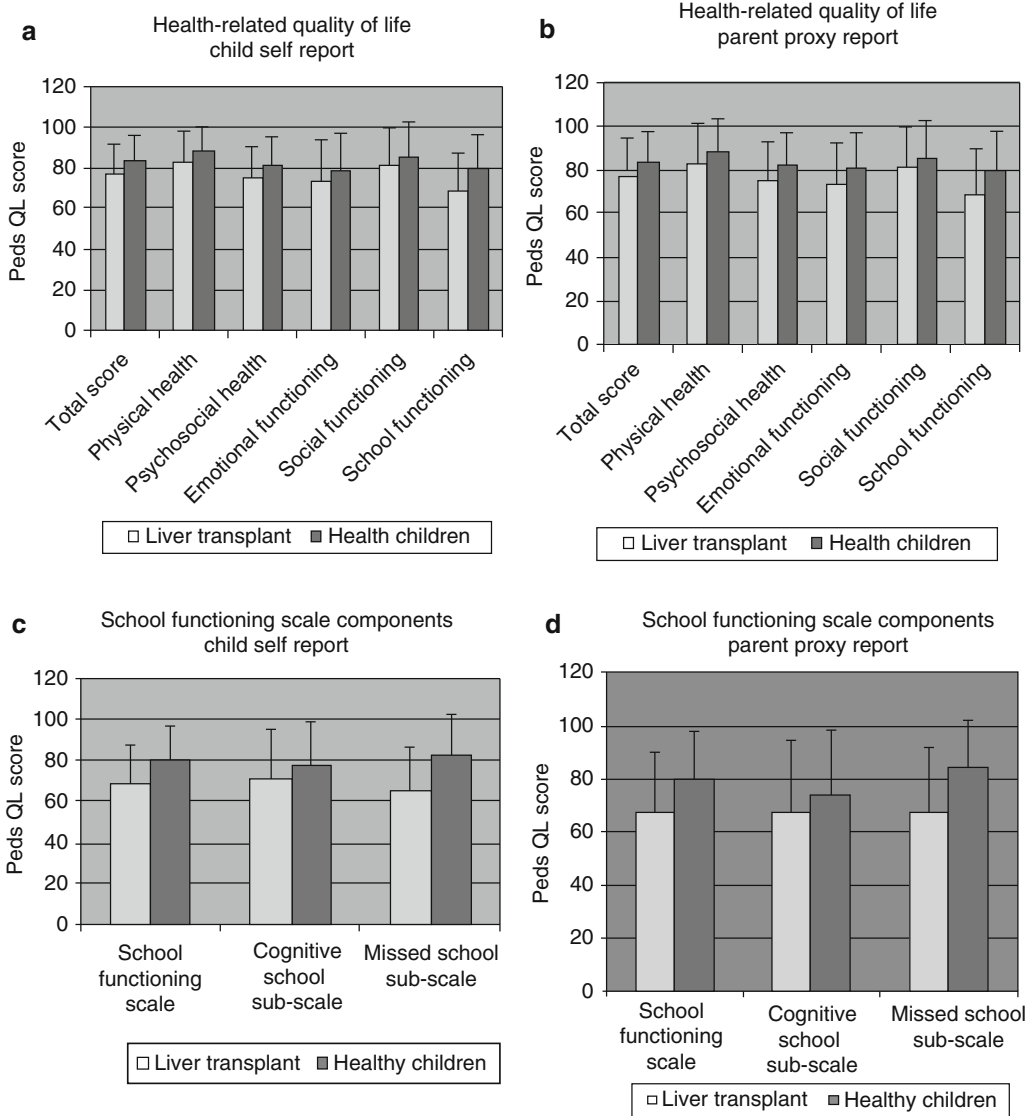 a
Health-related quality of life
child self report
Peds QL score
120
100
80
60
40
20
0
Total score
Physical health
Psychosocial health
Emotional functioning
Social functioning
School functioning
Liver transplant Health children
b
Health-related quality of life
parent proxy report
Peds QL score
120
100
80
60
40
20
0
Total score
Physical health
Psychosocial health
Emotional functioning
Social functioning
School functioning
Liver transplant Health children
c
School functioning scale components
child self report
Peds QL score
120
100
80
60
40
20
0
School
functioning
scale
Cognitive
school
sub-scale
Missed school
sub-scale
Liver transplant Healthy children
d
School functioning scale components
parent proxy report
Peds QL score
120
100
80
60
40
20
0
School
functioning
scale
Cognitive
school
sub-scale
Missed school
sub-scale
Liver transplant Healthy children